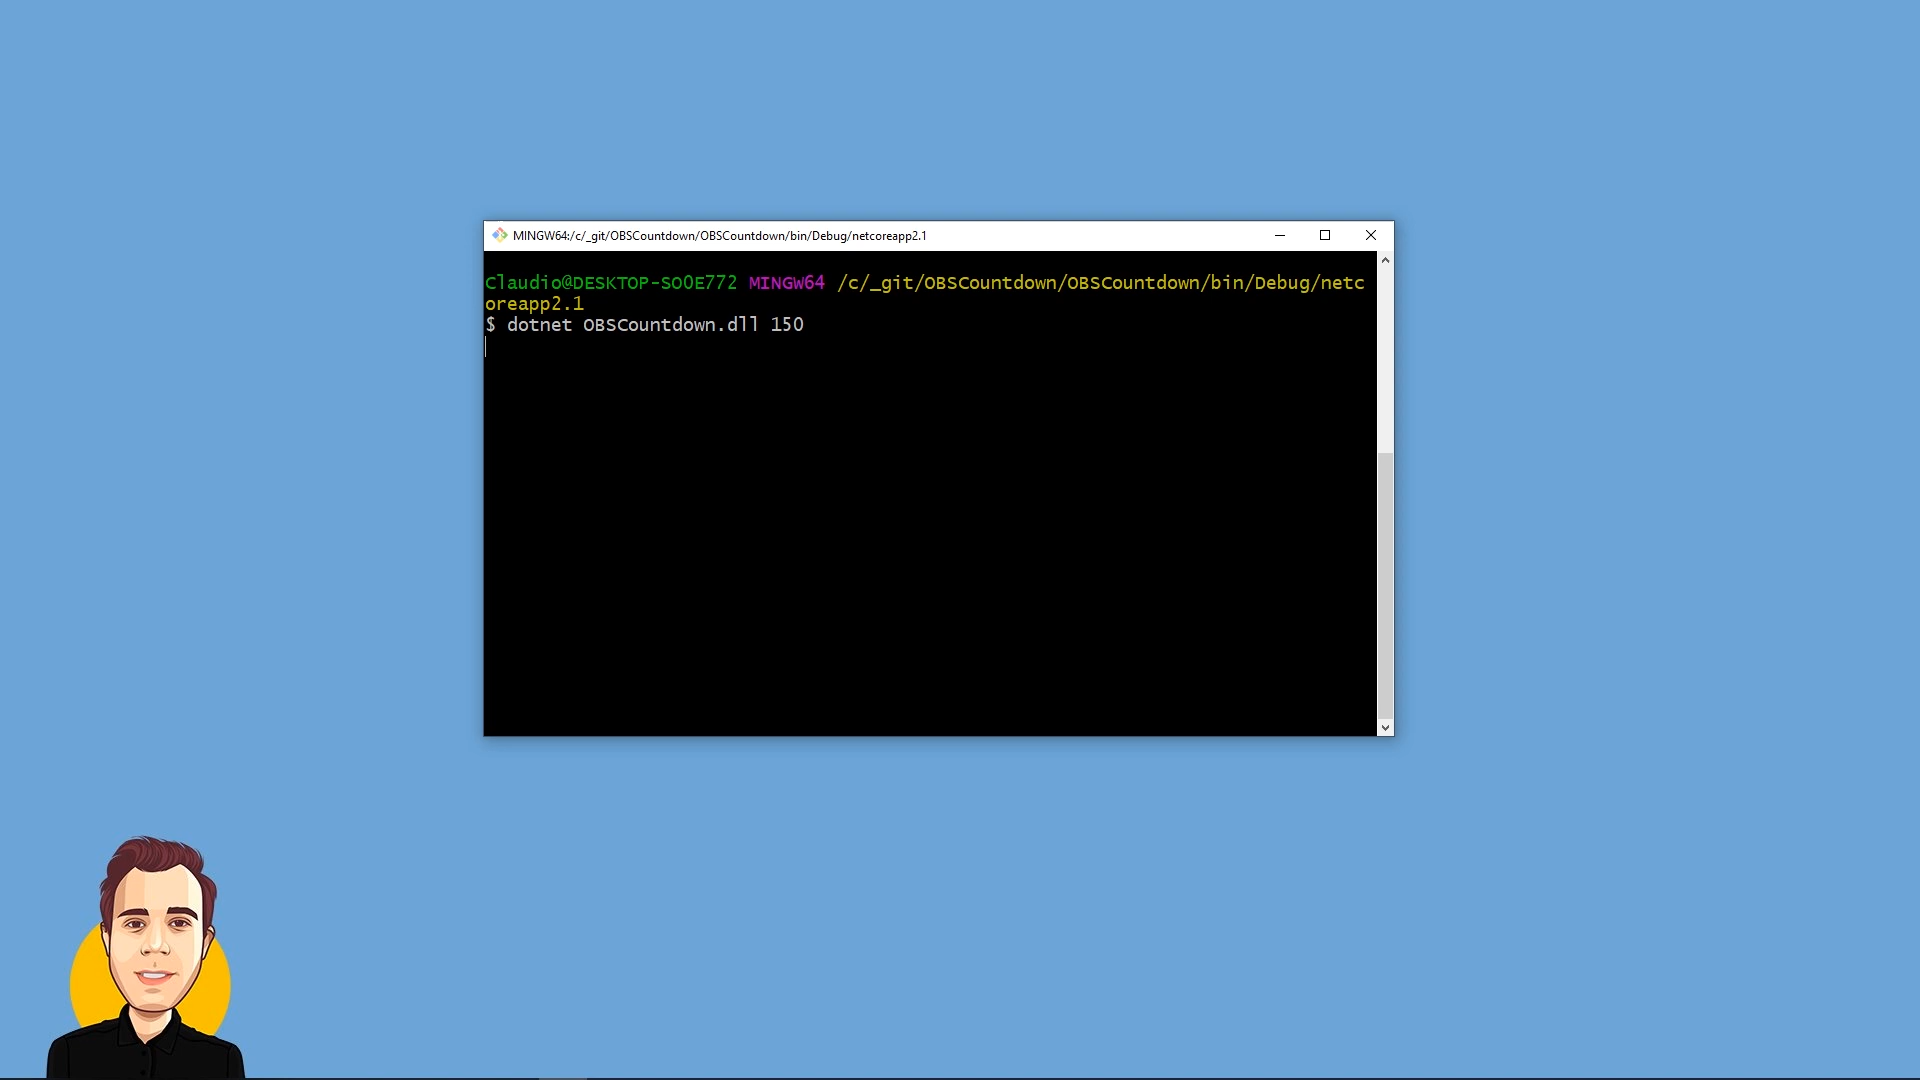 MINGW64:/c/_git/OBSCountdown/OBSCountdown/bin/Debug/netcoreapp2.1
Claudio@DESKTOP-SO0E772 MINGW64 /c/_git/OBSCountdown/OBSCountdown/bin/Debug/netc
oreapp2.1
$ dotnet OBSCountdown.dll 150